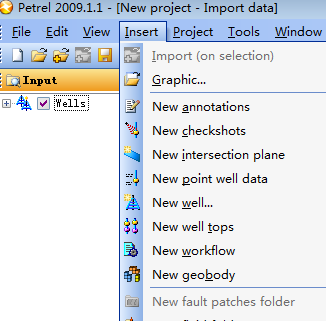 Petrel 2009.1.1 - [New project - Import data]
File Edit View Insert Project Tools Window
Input
Wells
Import (on selection)
Graphic...
New annotations
New checkshots
New intersection plane
New point well data
New well...
New well tops
New workflow
New geobody
New fault patches folder